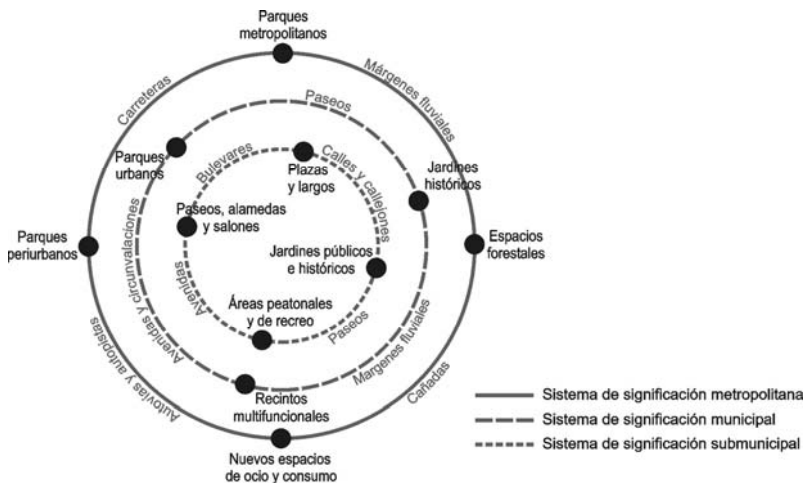 Parques
metropolitanos
Carreteras
Márgenes fluviales
Paseos
Parques
urbanos
Bulevares
Plazas
y largos
Calles y callejones
Jardines
históricos
Paseos, alamedas
y salones
Parques
periurbanos
Espacios
forestales
Jardines públicos
e históricos
Avenidas y circunvalaciones
Avenidas
Áreas peatonales
y de recreo
Paseos
Margenes fluviales
Autovías y autopistas
Cañadas
Recintos
multifuncionales
Nuevos espacios
de ocio y consumo
Sistema de significación metropolitana
Sistema de significación municipal
Sistema de significación submunicipal